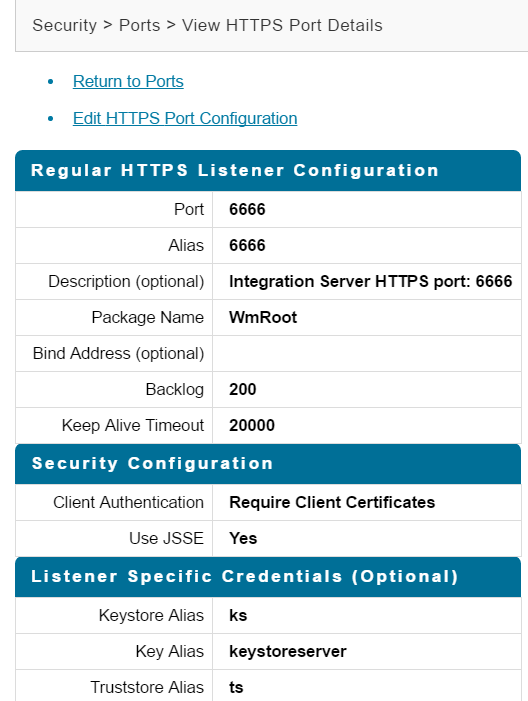 Security > Ports > View HTTPS Port Details
• Return to Ports
• Edit HTTPS Port Configuration
Regular HTTPS Listener Configuration
Port 6666
Alias 6666
Description (optional) Integration Server HTTPS port: 6666
Package Name WmRoot
Bind Address (optional)
Backlog 200
Keep Alive Timeout 20000
Security Configuration
Client Authentication Require Client Certificates
Use JSSE Yes
Listener Specific Credentials (Optional)
Keystore Alias ks
Key Alias keystoreserver
Truststore Alias ts